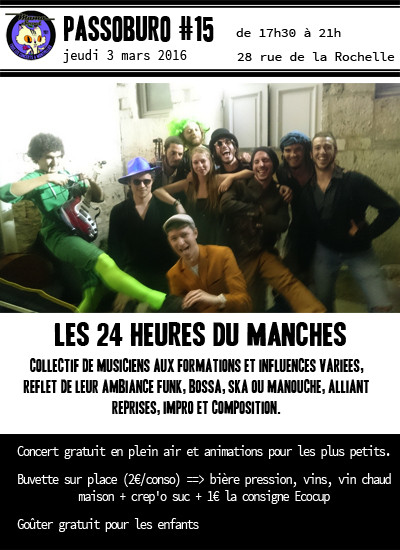 PASSOBURO #15
de 17h30 à 21h
jeudi 3 mars 2016
28 rue de la Rochelle
LES 24 HEURES DU MANCHES
COLLECTIF DE MUSICIENS AUX FORMATIONS ET INFLUENCES VARIEES,
REFLET DE LEUR AMBIANCE FUNK, BOSSA, SKA OU MANOUCHE, ALLIANT
REPRISES, IMPRO ET COMPOSITION.
Concert gratuit en plein air et animations pour les plus petits.
Buvette sur place (2€/conso) ==> bière pression, vins, vin chaud
maison + crep'o suc + 1€ la consigne Ecocup
Goûter gratuit pour les enfants